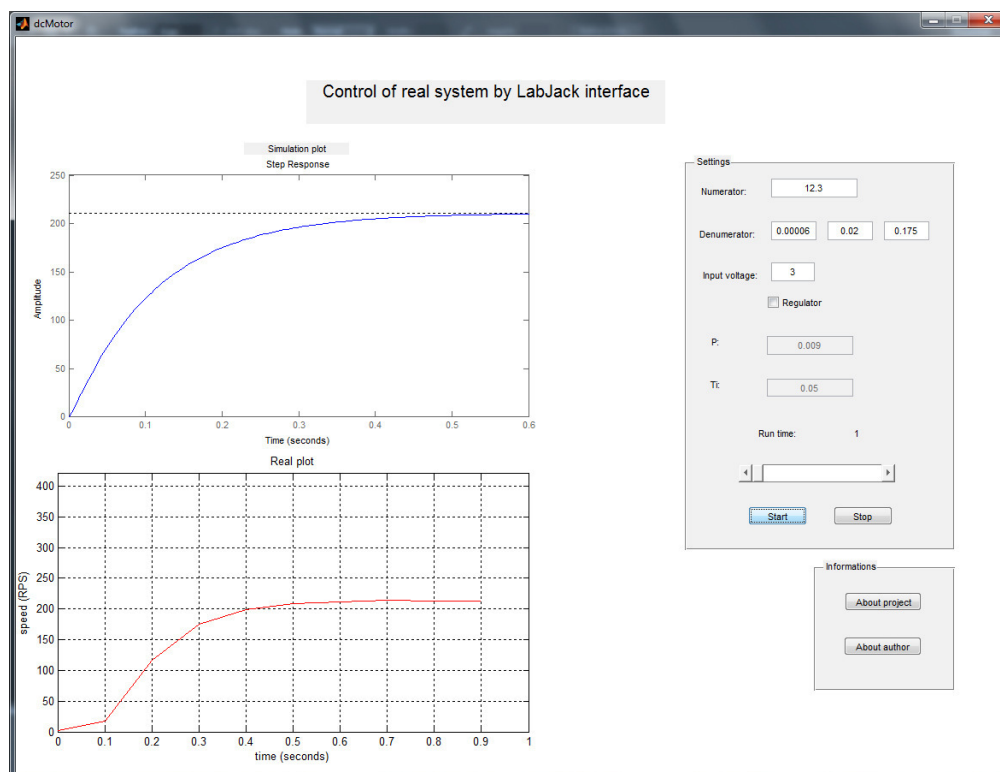 dcMotor
Control of real system by LabJack interface
Simulation plot
Step Response
250
200
150
100
50
0
Amplitude
0 0.1 0.2 0.3 0.4 0.5 0.6
Time (seconds)
Real plot
400
350
300
250
200
150
100
50
0
speed (RPS)
0 0.1 0.2 0.3 0.4 0.5 0.6 0.7 0.8 0.9 1
time (seconds)
Settings
Numerator: 12.3
Denumerator: 0.00006 0.02 0.175
Input voltage: 3
Regulator
P: 0.009
Ti: 0.05
Run time: 1
Start Stop
Informations
About project
About author